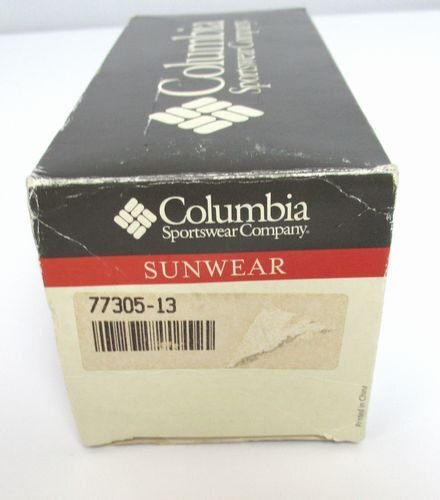 Columbia
Sportswear Company
Columbia
Sportswear Company
SUNWEAR
77305-13
Printed in China